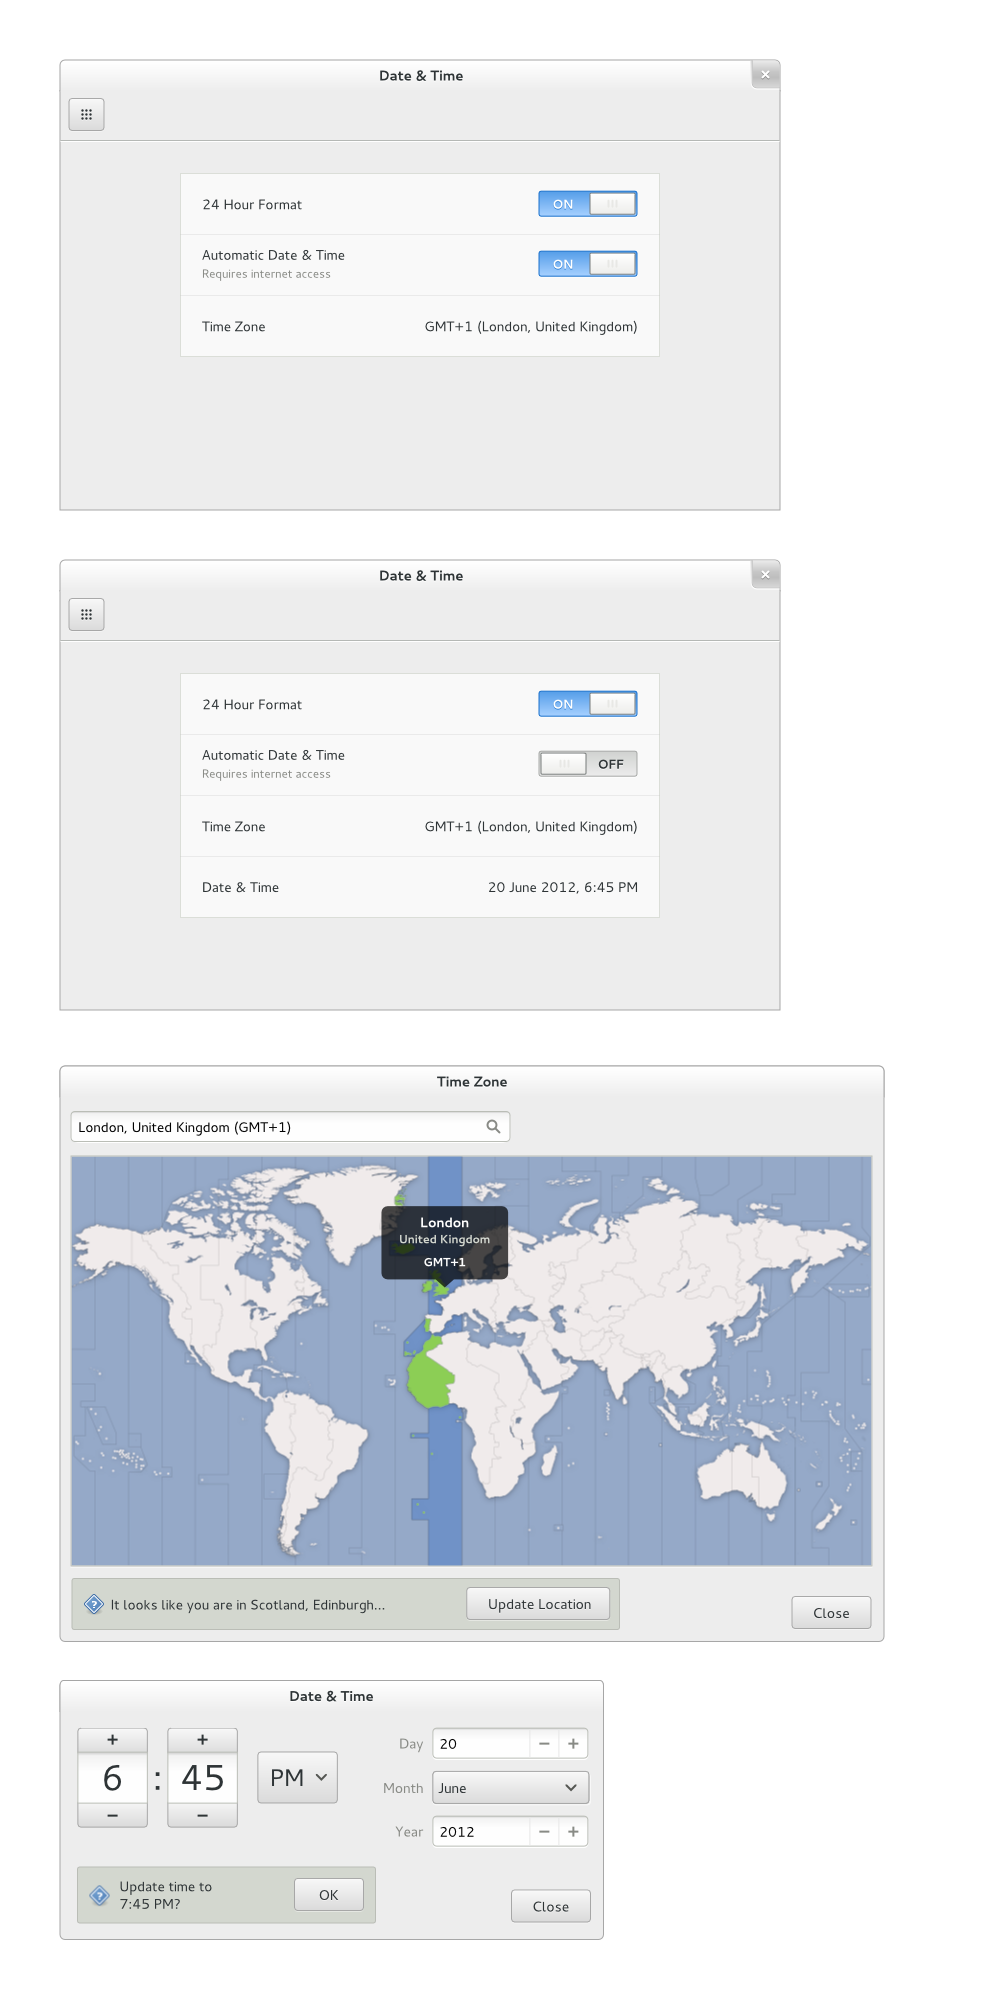 Date & Time
24 Hour Format ON
Automatic Date & Time
Requires internet access
ON
Time Zone GMT+1 (London, United Kingdom)
Date & Time
24 Hour Format ON
Automatic Date & Time
Requires internet access
OFF
Time Zone GMT+1 (London, United Kingdom)
Date & Time 20 June 2012, 6:45 PM
Time Zone
London, United Kingdom (GMT+1)
London
United Kingdom
GMT+1
It looks like you are in Scotland, Edinburgh...
Update Location
Close
Date & Time
6 : 45 PM
Day 20
Month June
Year 2012
Update time to
7:45 PM?
OK
Close